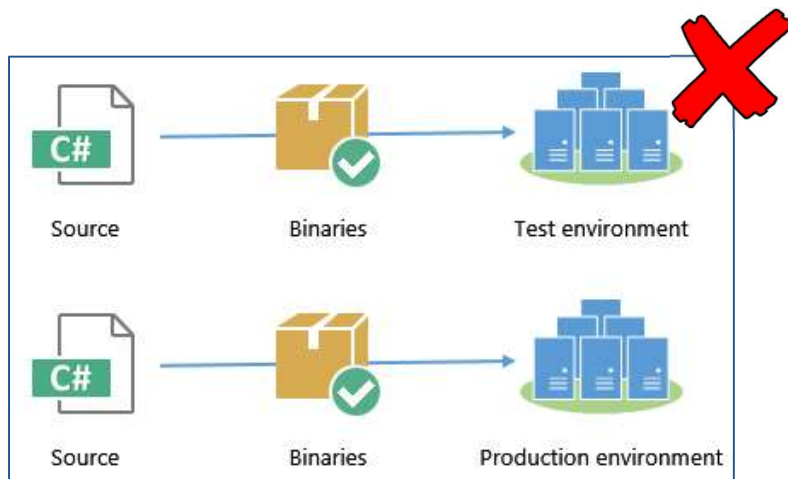 C#
Source
Binaries
Test environment
C#
Source
Binaries
Production environment